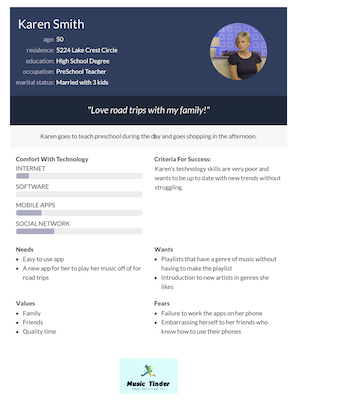 Karen Smith
age: 50
residence: 5224 Lake Crest Circle
education: High School Degree
occupation: PreSchool Teacher
marital status: Married with 3 kids
"Love road trips with my family!"
Karen goes to teach preschool during the day and goes shopping in the afternoon.
Comfort With Technology
INTERNET
SOFTWARE
MOBILE APPS
SOCIAL NETWORK
Criteria For Success:
Karen's technology skills are very poor and
wants to be up to date with new trends without
struggling.
Needs
Easy to use app
A new app for her to play her music off of for
road trips
Wants
Playlists that have a genre of music without
having to make the playlist
Introduction to new artists in genres she
likes
Values
Family
Friends
Quality time
Fears
Failure to work the apps on her phone
Embarrassing herself to her friends who
know how to use their phones
Music Tinder